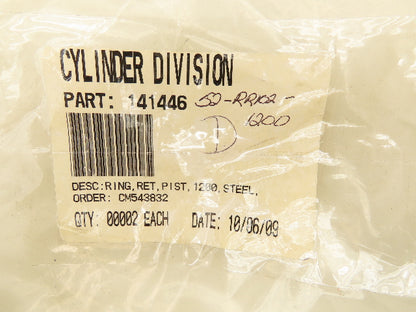 CYLINDER DIVISION
PART: 141446 50-RR102-
1200
DESC:RING,RET,PIST,1200,STEEL,
ORDER: CM543832
QTY: 00002 EACH DATE: 10/06/09